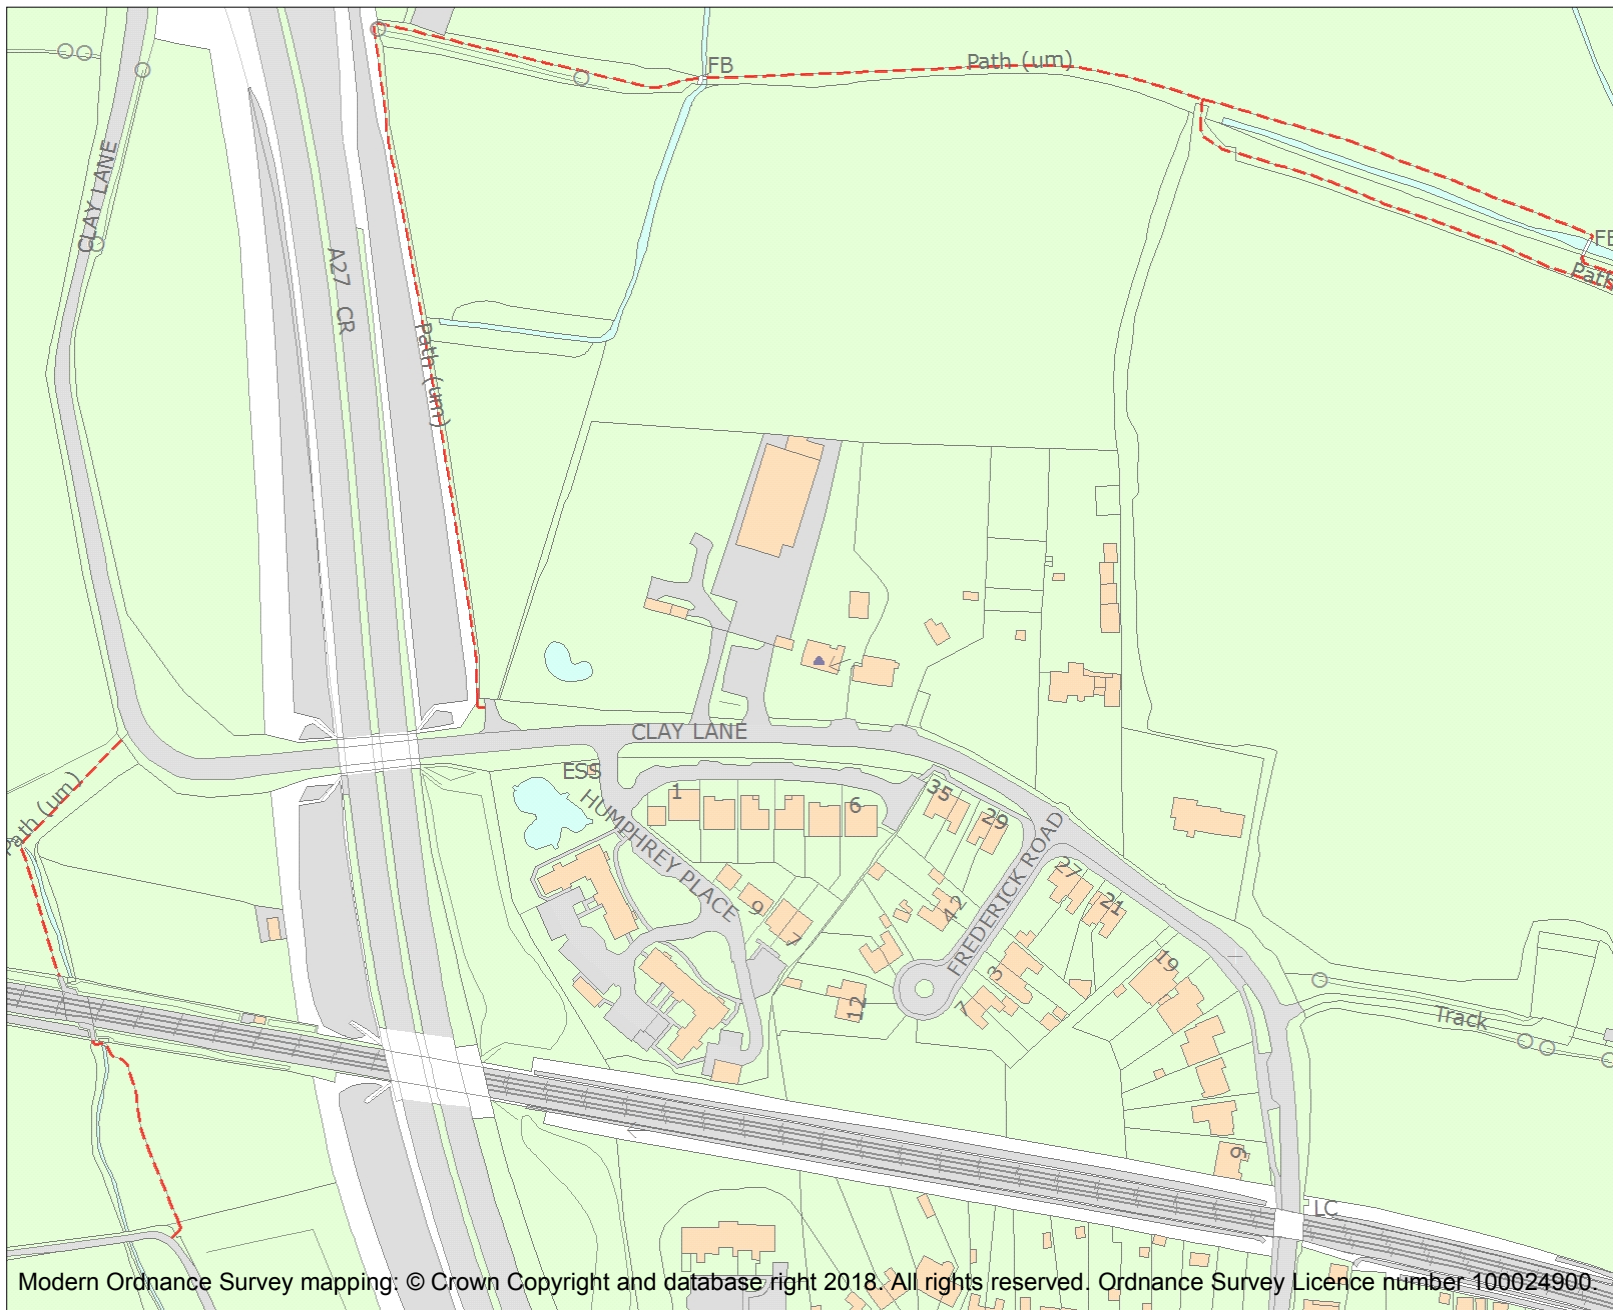 FB
Path (um)
CLAY LANE
A27 CR
Path (um)
FB
Path
CLAY LANE
ESS
HUMPHREY PLACE
1
6
35
29
FREDERICK ROAD
27
21
Path (um)
9
7
42
3
7
12
19
Track
9
LC
Modern Ordnance Survey mapping: © Crown Copyright and database right 2018. All rights reserved. Ordnance Survey Licence number 100024900.